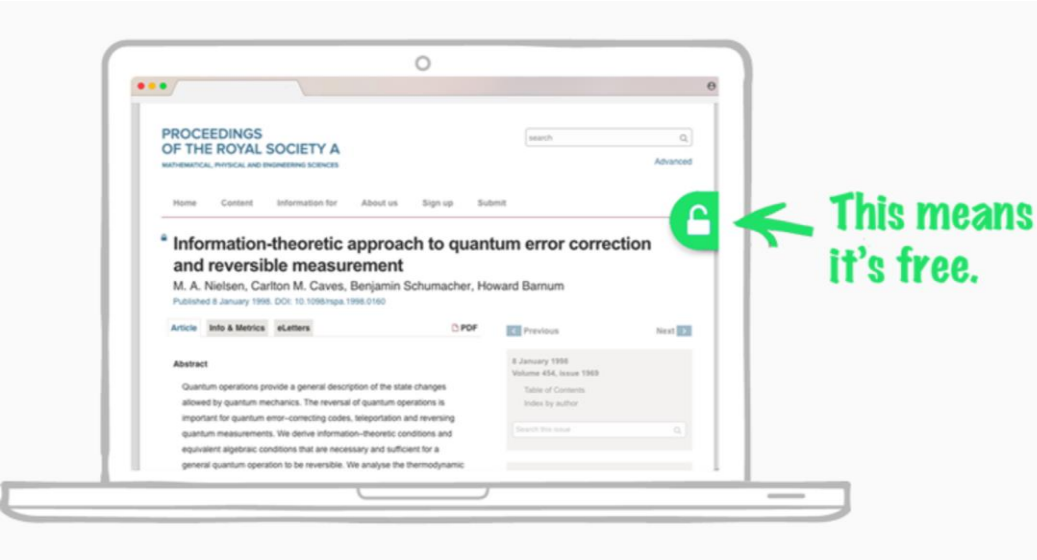 PROCEEDINGS
OF THE ROYAL SOCIETY A
MATHEMATICAL, PHYSICAL AND ENGINEERING SCIENCES
search
Advanced
Home Content Information for About us Sign up Submit
This means
it's free.
Information-theoretic approach to quantum error correction
and reversible measurement
M. A. Nielsen, Carlton M. Caves, Benjamin Schumacher, Howard Barnum
Published 8 January 1998. DOI: 10.1098/rspa.1998.0160
Article Info & Metrics eLetters PDF
Previous Next
Abstract
Quantum operations provide a general description of the state changes
allowed by quantum mechanics. The reversal of quantum operations is
important for quantum error–correcting codes, teleportation and reversing
quantum measurements. We derive information–theoretic conditions and
equivalent algebraic conditions that are necessary and sufficient for a
general quantum operation to be reversible. We analyse the thermodynamic
8 January 1998
Volume 454, issue 1969
Table of Contents
Index by author
Search this issue